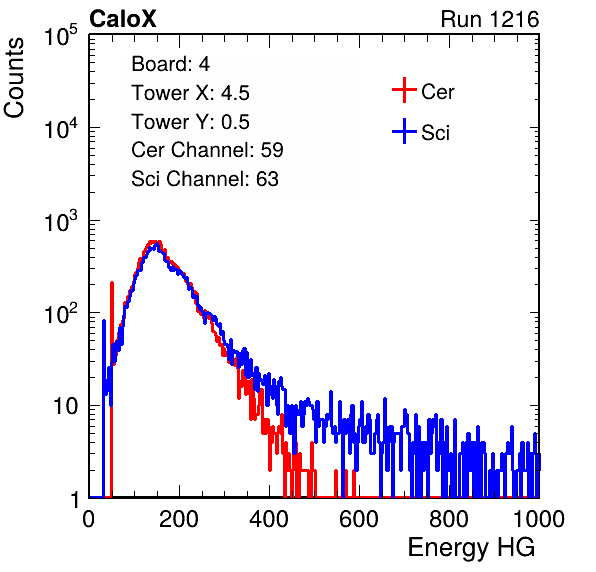 CaloX Run 1216
Counts
10^5
10^4
10^3
10^2
10
1
Board: 4
Tower X: 4.5
Tower Y: 0.5
Cer Channel: 59
Sci Channel: 63
Cer
Sci
0 200 400 600 800 1000
Energy HG